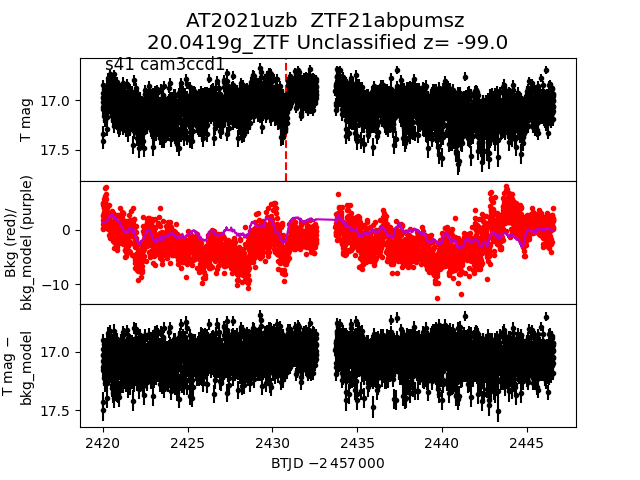 AT2021uzb  ZTF21abpumsz
20.0419g_ZTF Unclassified z= -99.0
s41 cam3ccd1
T mag
17.0
17.5
Bkg (red)/
bkg_model (purple)
0
−10
T mag −
bkg_model
17.0
17.5
2420 2425 2430 2435 2440 2445
BTJD −2 457 000